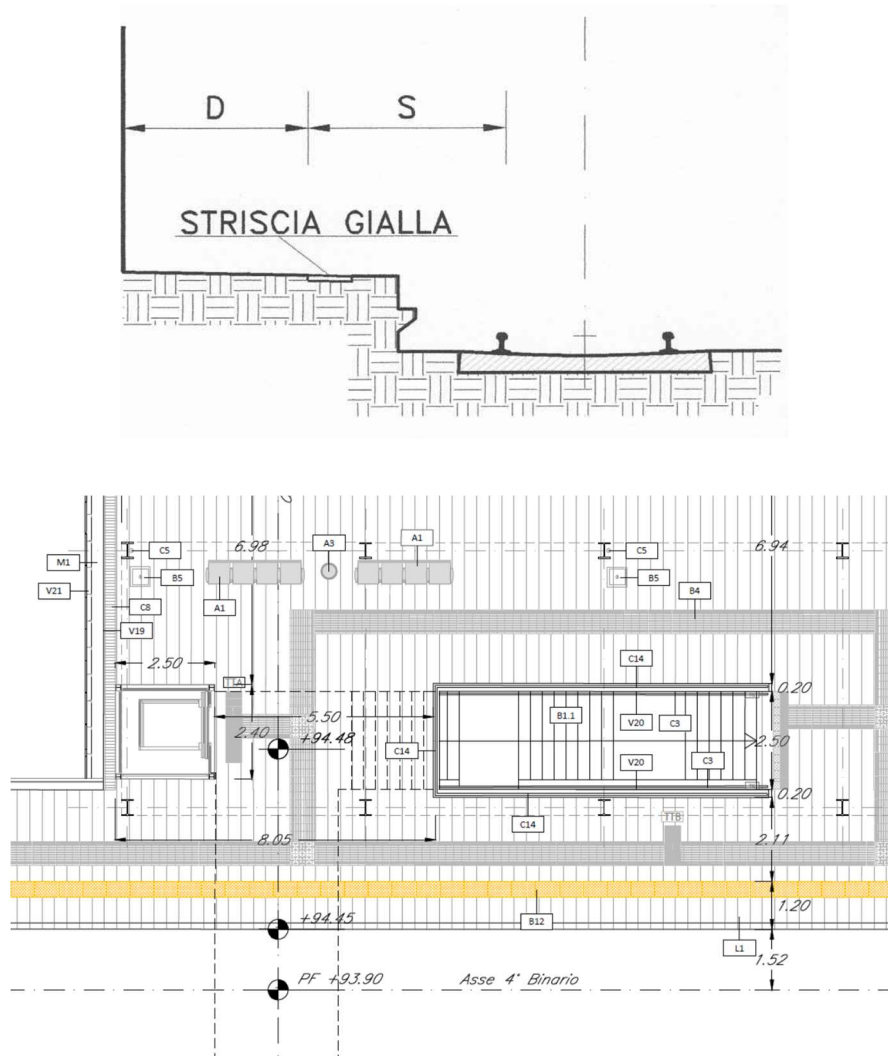 D S
STRISCIA GIALLA
6.98
6.94
A3
A1
C5
C5
M1
B5
B5
A1
V21
B4
C8
V19
2.50
C14
TTA
0.20
5.50
B1.1
2.40
V20
C3
+94.48
C14
2.50
V20
C3
0.20
C14
TTB
8.05
2.11
+94.45
B12
1.20
L1
1.52
PF +93.90 Asse 4° Binario